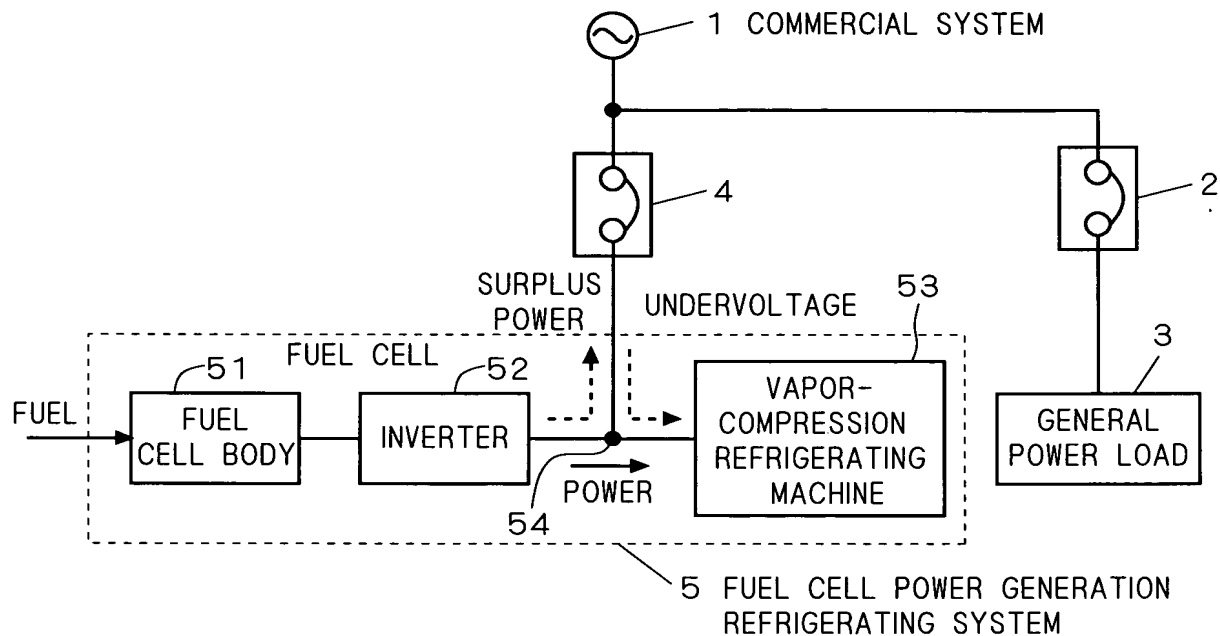 1 COMMERCIAL SYSTEM
4
2
SURPLUS
POWER
UNDERVOLTAGE
53
FUEL CELL
51
52
3
FUEL
FUEL
CELL BODY
INVERTER
VAPOR-
COMPRESSION
REFRIGERATING
MACHINE
GENERAL
POWER LOAD
POWER
54
5 FUEL CELL POWER GENERATION
REFRIGERATING SYSTEM